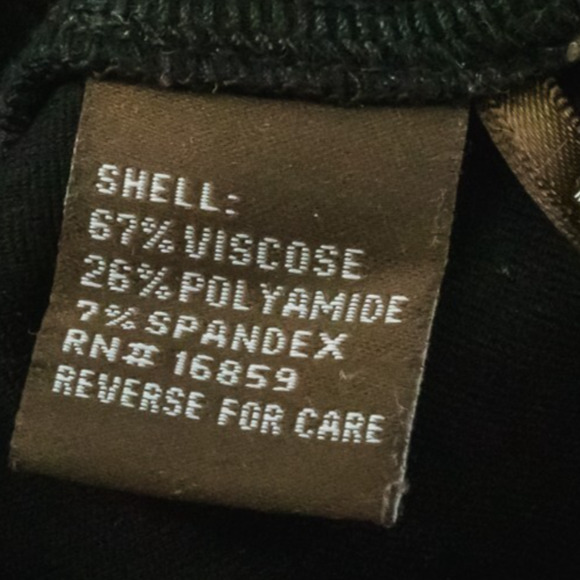 SHELL:
67% VISCOSE
26% POLYAMIDE
7% SPANDEX
RN# 16859
REVERSE FOR CARE